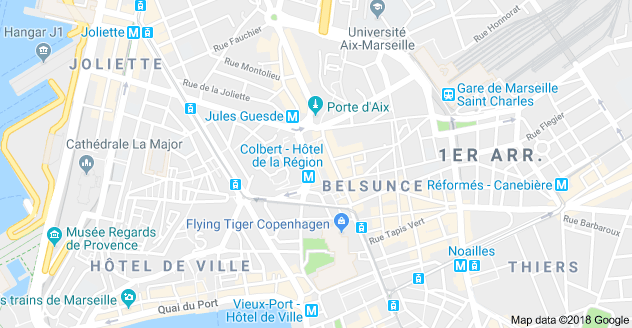 Rue Honnorat
Hangar J1
Joliette M
Rue Fauchier
Université
Aix-Marseille
JOLIETTE
Rue Montolieu
Rue de la Joliette
Gare de Marseille
Saint Charles
Porte d'Aix
Jules Guesde M
Rue Flegier
Cathédrale La Major
Colbert - Hôtel
de la Région
M
1ER ARR.
BELSUNCE
Réformés - Canebière M
Flying Tiger Copenhagen
Rue Barbaroux
Musée Regards
de Provence
Rue Tapis Vert
Noailles
M
HÔTEL DE VILLE
THIERS
s trains de Marseille
Quai du Port
Vieux-Port -
Hôtel de Ville
M
Map data ©2018 Google